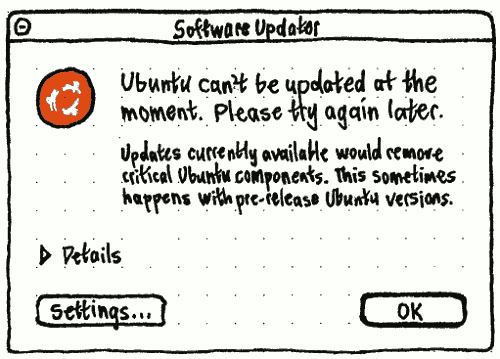 Software Updater
Ubuntu can't be updated at the
moment. Please try again later.
Updates currently available would remove
critical Ubuntu components. This sometimes
happens with pre-release Ubuntu versions.
Details
Settings...
OK